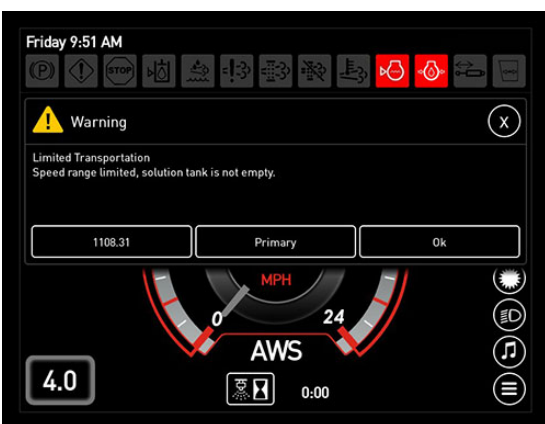 Friday 9:51 AM
P
STOP
Warning
X
Limited Transportation
Speed range limited, solution tank is not empty.
1108.31
Primary
Ok
MPH
0
24
AWS
4.0
0:00